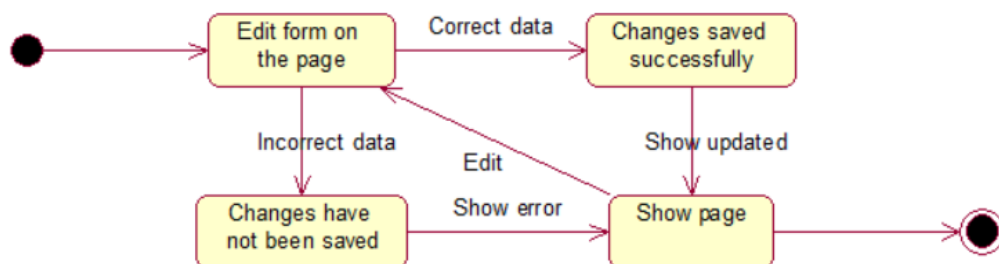 Edit form on
the page
Correct data
Changes saved
successfully
Incorrect data
Edit
Show updated
Changes have
not been saved
Show error
Show page